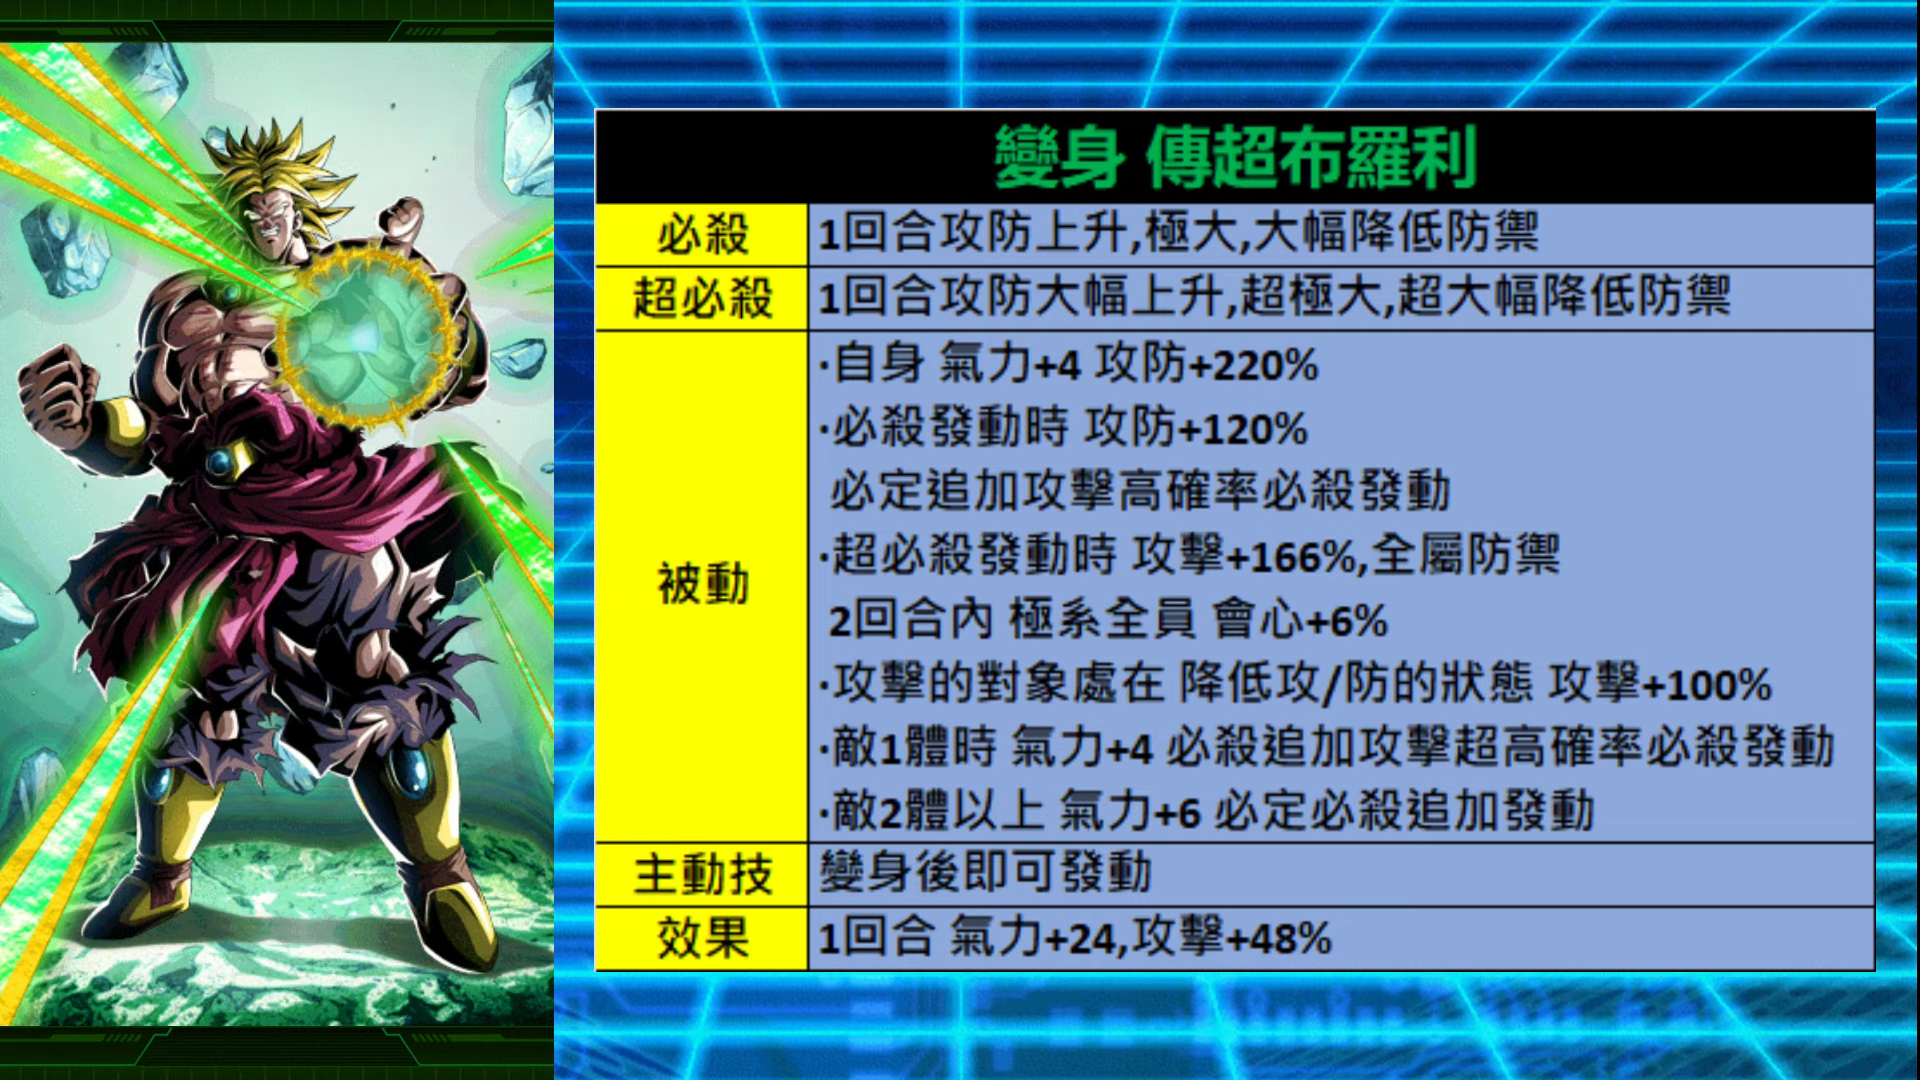 變身 傳超布羅利
必殺 1回合攻防上升,極大,大幅降低防禦
超必殺 1回合攻防大幅上升,超極大,超大幅降低防禦
被動
·自身 氣力+4 攻防+220%
·必殺發動時 攻防+120%
必定追加攻擊高確率必殺發動
·超必殺發動時 攻擊+166%,全屬防禦
2回合內 極系全員 會心+6%
·攻擊的對象處在 降低攻/防的狀態 攻擊+100%
·敵1體時 氣力+4 必殺追加攻擊超高確率必殺發動
·敵2體以上 氣力+6 必定必殺追加發動
主動技 變身後即可發動
效果 1回合 氣力+24,攻擊+48%